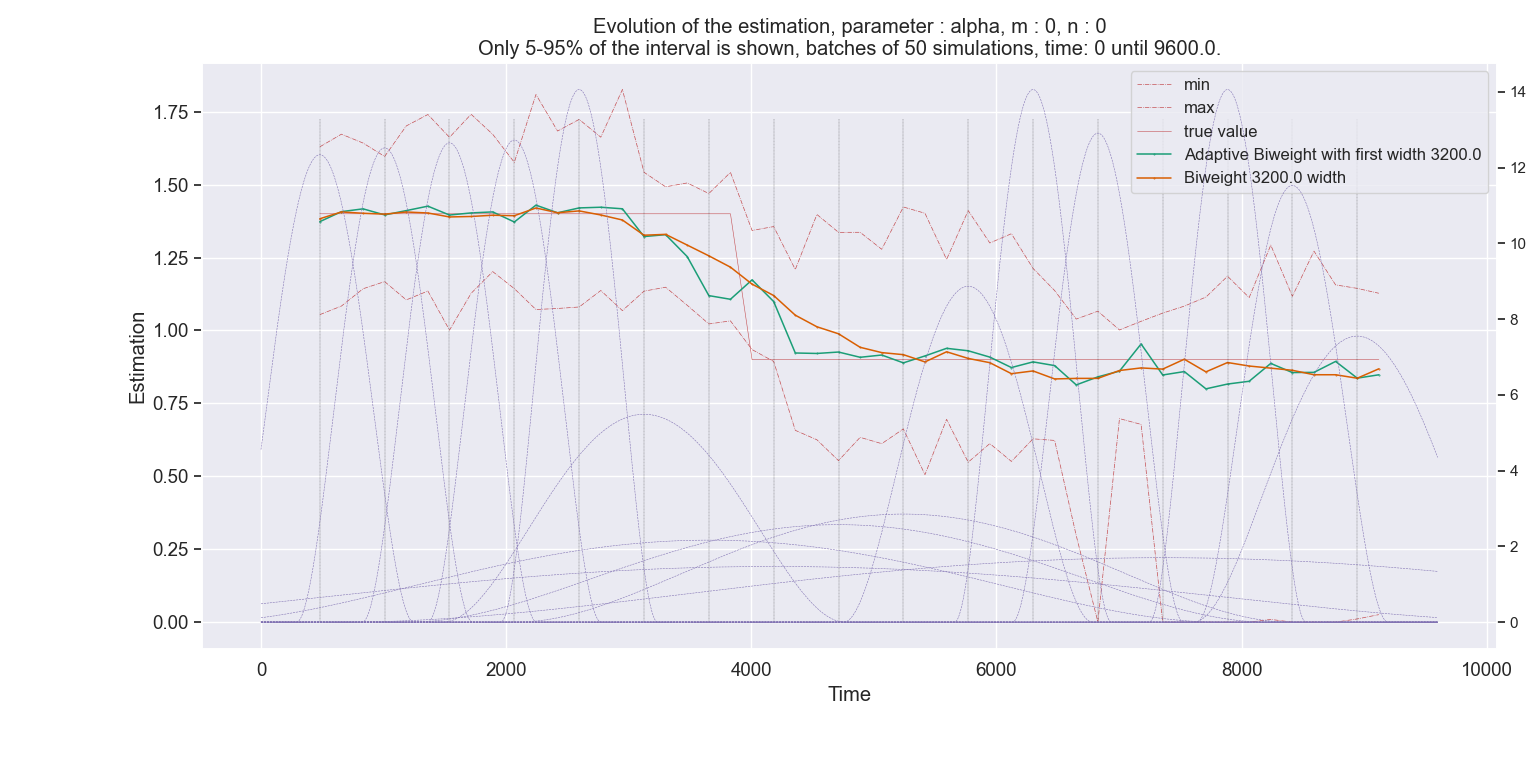 Evolution of the estimation, parameter : alpha, m : 0, n : 0
Only 5-95% of the interval is shown, batches of 50 simulations, time: 0 until 9600.0.
min
max
true value
Adaptive Biweight with first width 3200.0
Biweight 3200.0 width
Estimation
1.75
1.50
1.25
1.00
0.75
0.50
0.25
0.00
14
12
10
8
6
4
2
0
0
2000
4000
6000
8000
10000
Time